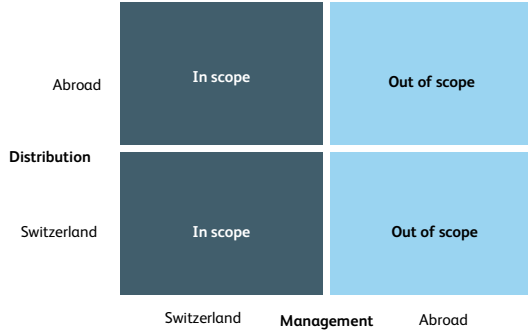 In scope
Out of scope
Abroad
Distribution
Switzerland
In scope
Out of scope
Switzerland
Management
Abroad